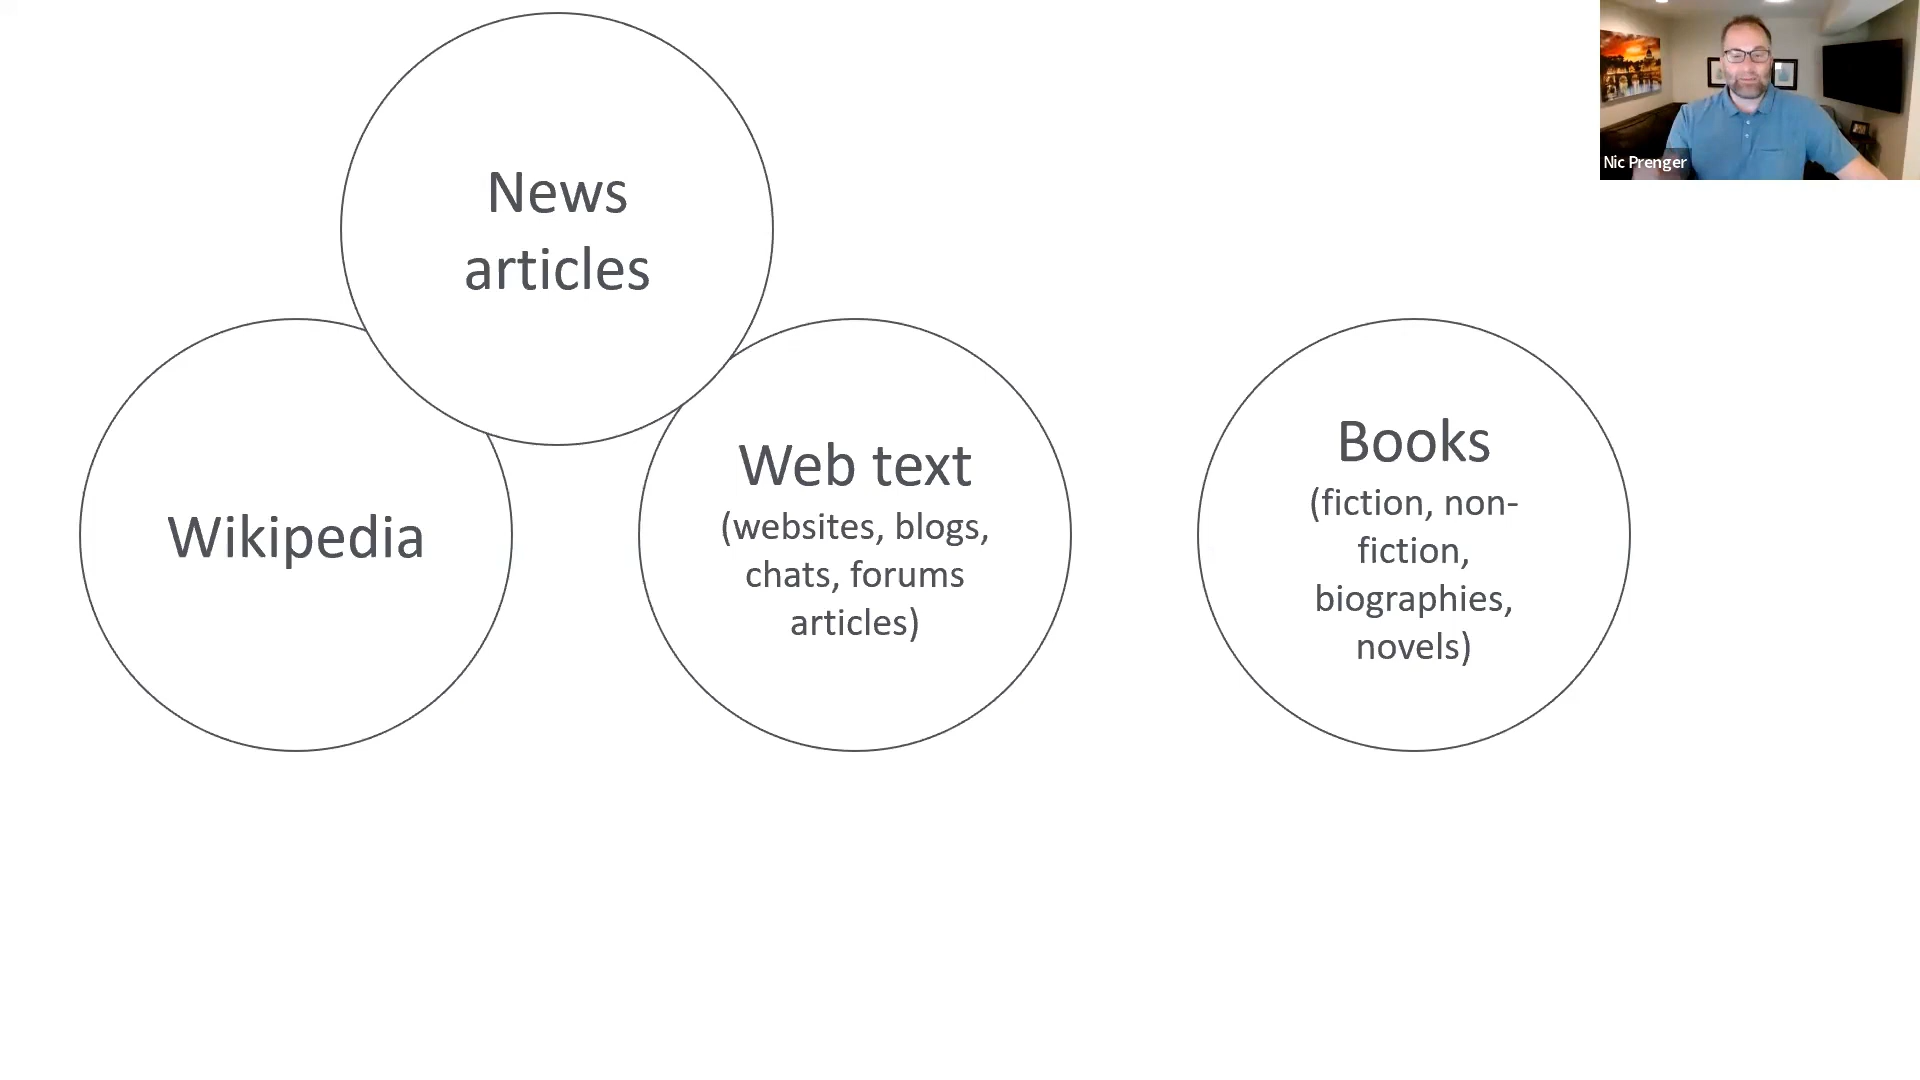 News
articles
Wikipedia
Web text
(websites, blogs,
chats, forums
articles)
Books
(fiction, non-
fiction,
biographies,
novels)
Nic Prenger